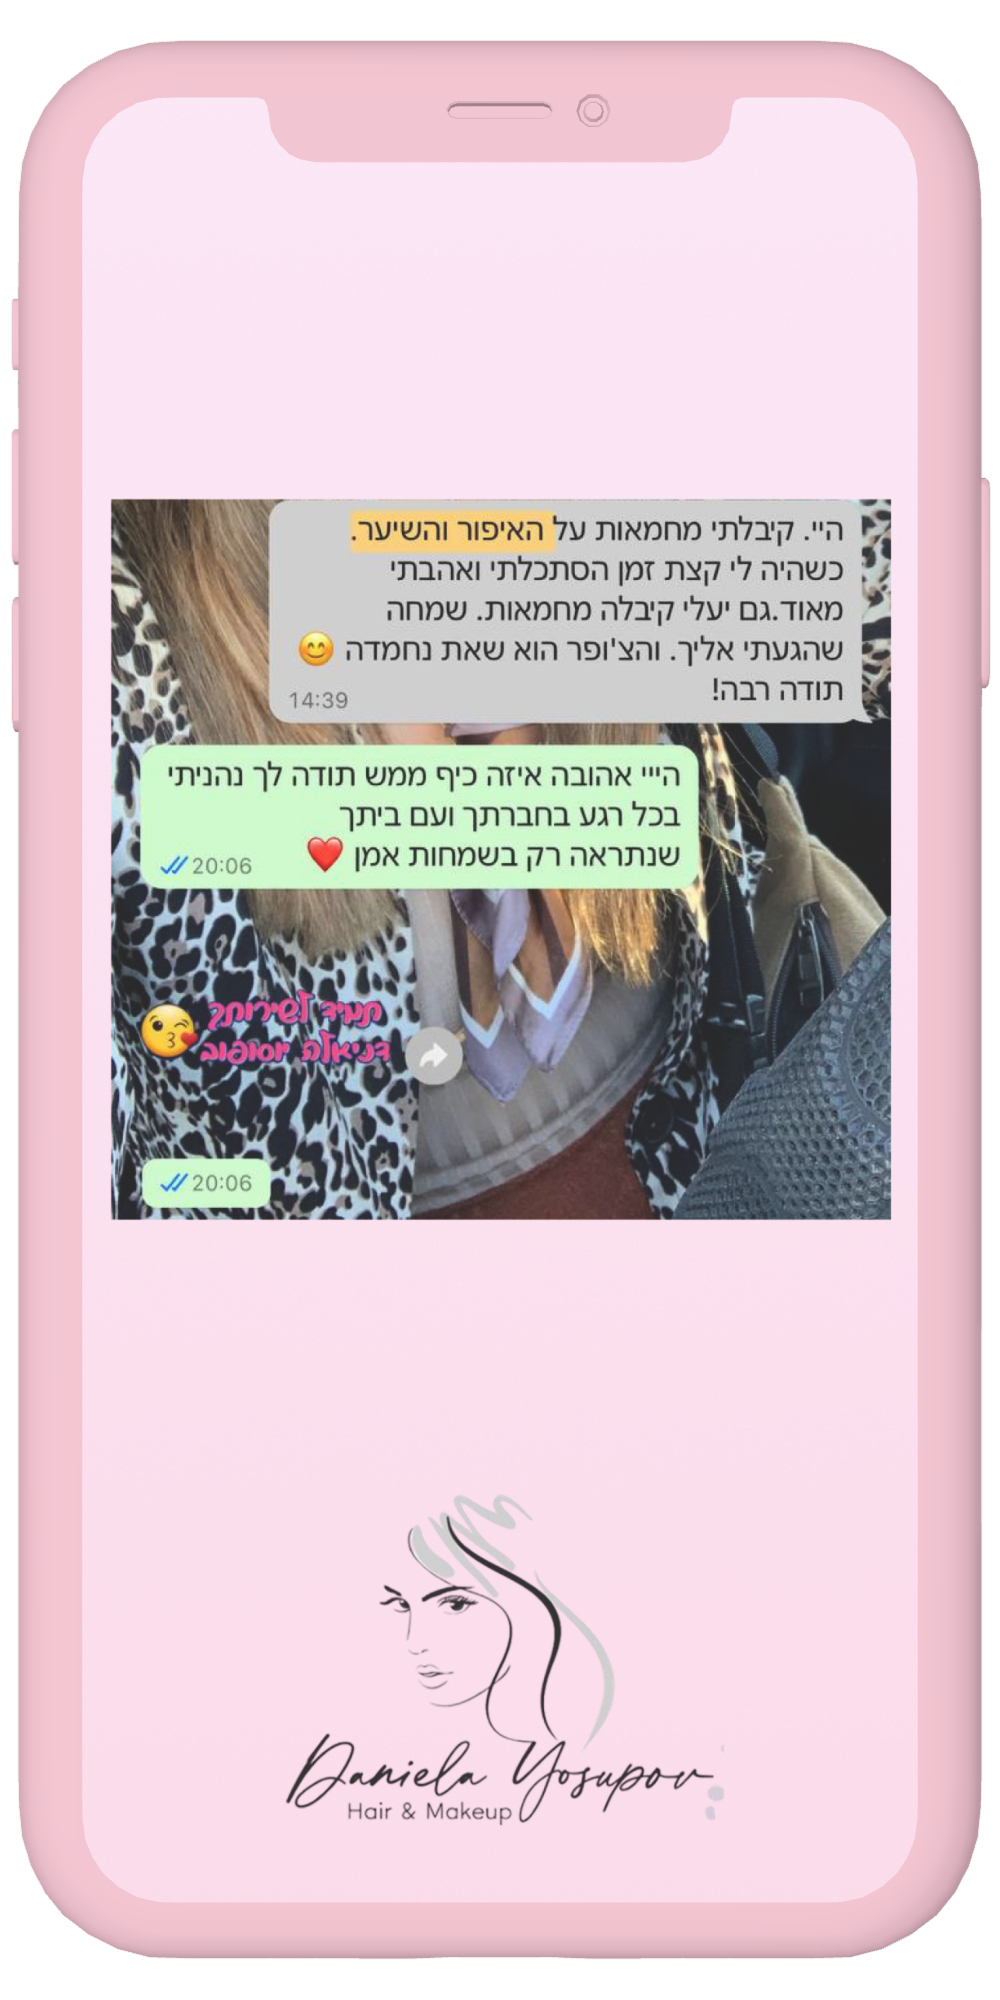 היי. קיבלתי מחמאות על האיפור והשיער.
כשהיה לי קצת זמן הסתכלתי ואהבתי
מאוד.גם יעלי קיבלה מחמאות. שמחה
שהגעתי אליך. והצ'ופר הוא שאת נחמדה 😊
תודה רבה!
14:39
הייי אהובה איזה כיף ממש תודה לך נהניתי
בכל רגע בחברתך ועם ביתך
שנתראה רק בשמחות אמן ❤️
20:06
תמיד לשירותך
דניאלה יוסופוב 😘
20:06
Daniela Yosupov
Hair & Makeup